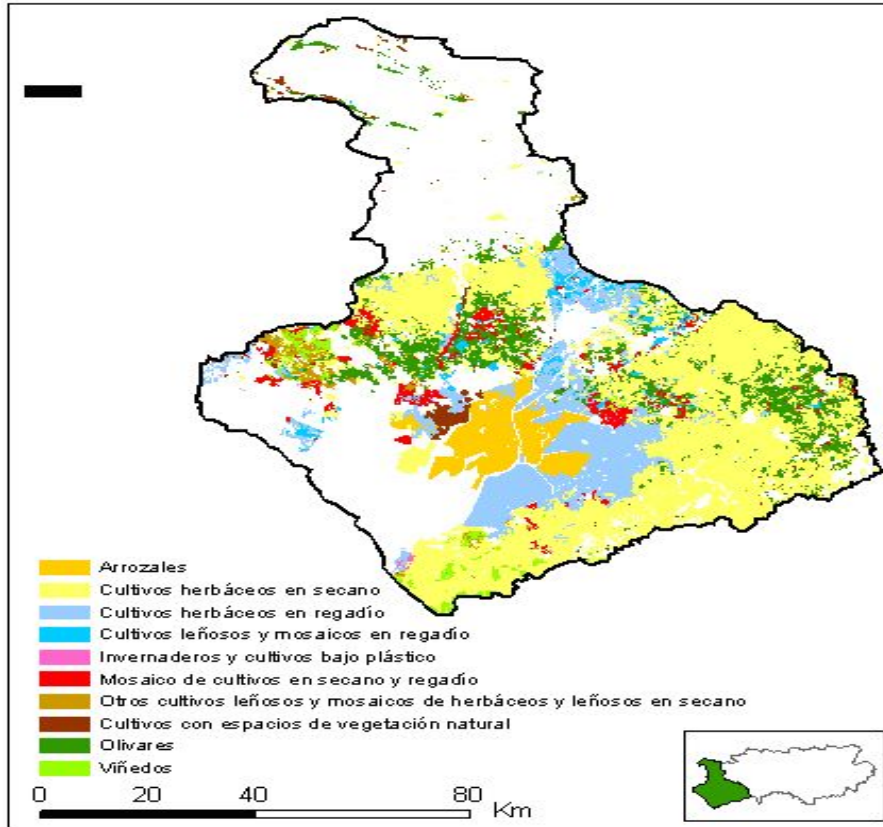 Arrozales
Cultivos herbáceos en secano
Cultivos herbáceos en regadío
Cultivos leñosos y mosaicos en regadío
Invernaderos y cultivos bajo plástico
Mosaico de cultivos en secano y regadío
Otros cultivos leñosos y mosaicos de herbáceos y leñosos en secano
Cultivos con espacios de vegetación natural
Olivares
Viñedos
0 20 40 80 Km